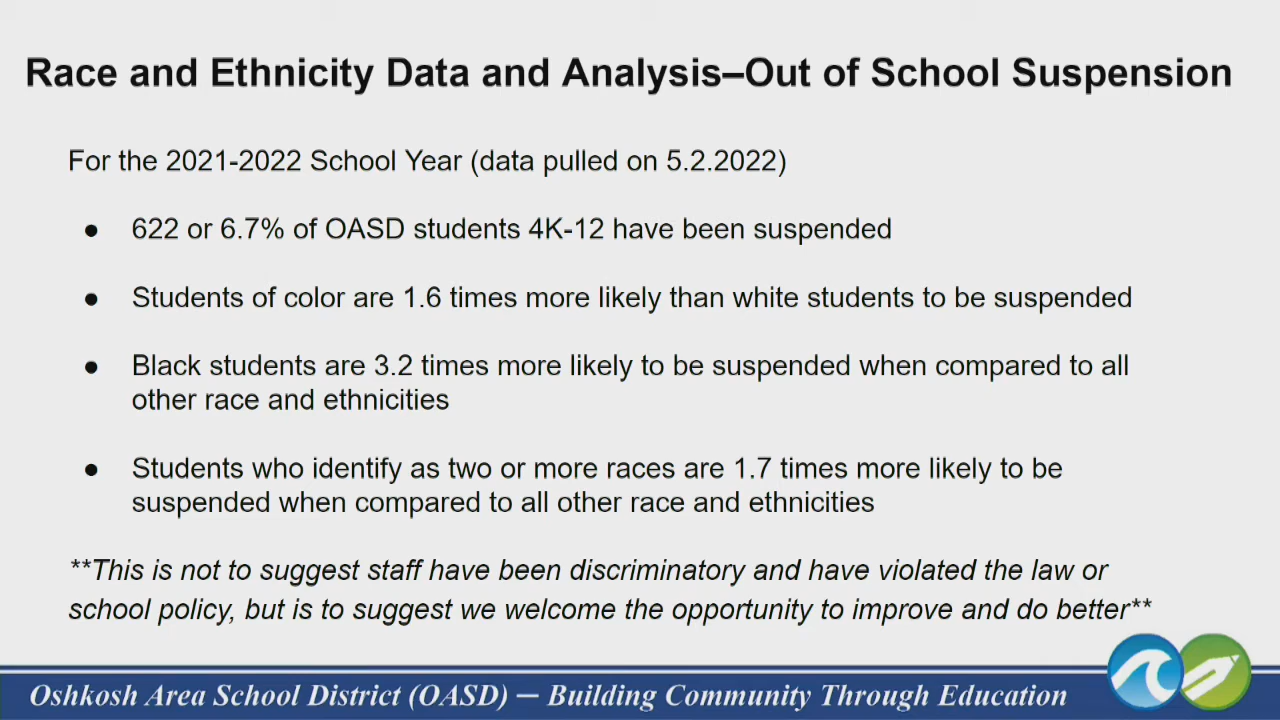 Race and Ethnicity Data and Analysis–Out of School Suspension
For the 2021-2022 School Year (data pulled on 5.2.2022)
● 622 or 6.7% of OASD students 4K-12 have been suspended
● Students of color are 1.6 times more likely than white students to be suspended
● Black students are 3.2 times more likely to be suspended when compared to all
other race and ethnicities
● Students who identify as two or more races are 1.7 times more likely to be
suspended when compared to all other race and ethnicities
**This is not to suggest staff have been discriminatory and have violated the law or
school policy, but is to suggest we welcome the opportunity to improve and do better**
Oshkosh Area School District (OASD) — Building Community Through Education